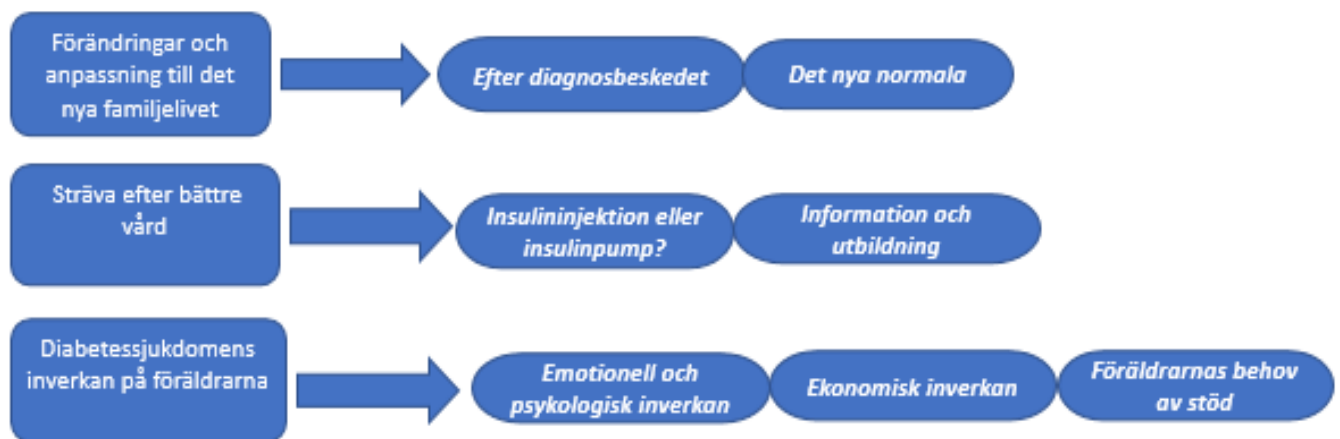 Förändringar och
anpassning till det
nya familjelivet
Efter diagnosbeskedet
Det nya normala
Sträva efter bättre
vård
Insulininjektion eller
insulinpump?
Information och
utbildning
Diabetessjukdomens
inverkan på föräldrarna
Emotionell och
psykologisk inverkan
Ekonomisk inverkan
Föräldrarnas behov
av stöd